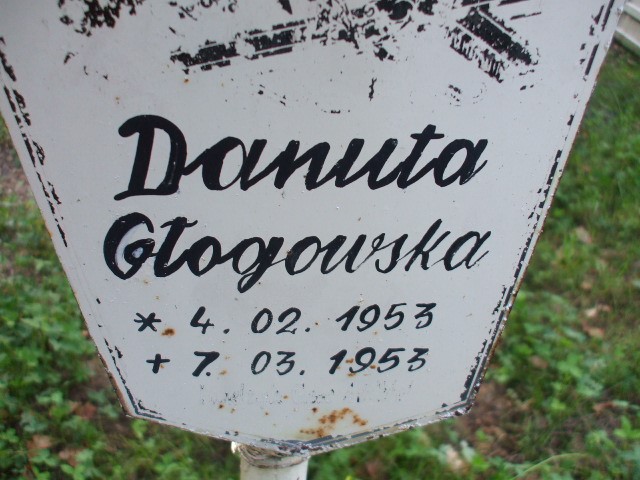 Danuta
Głogowska
* 4. 02. 1953
+ 7. 03. 1953